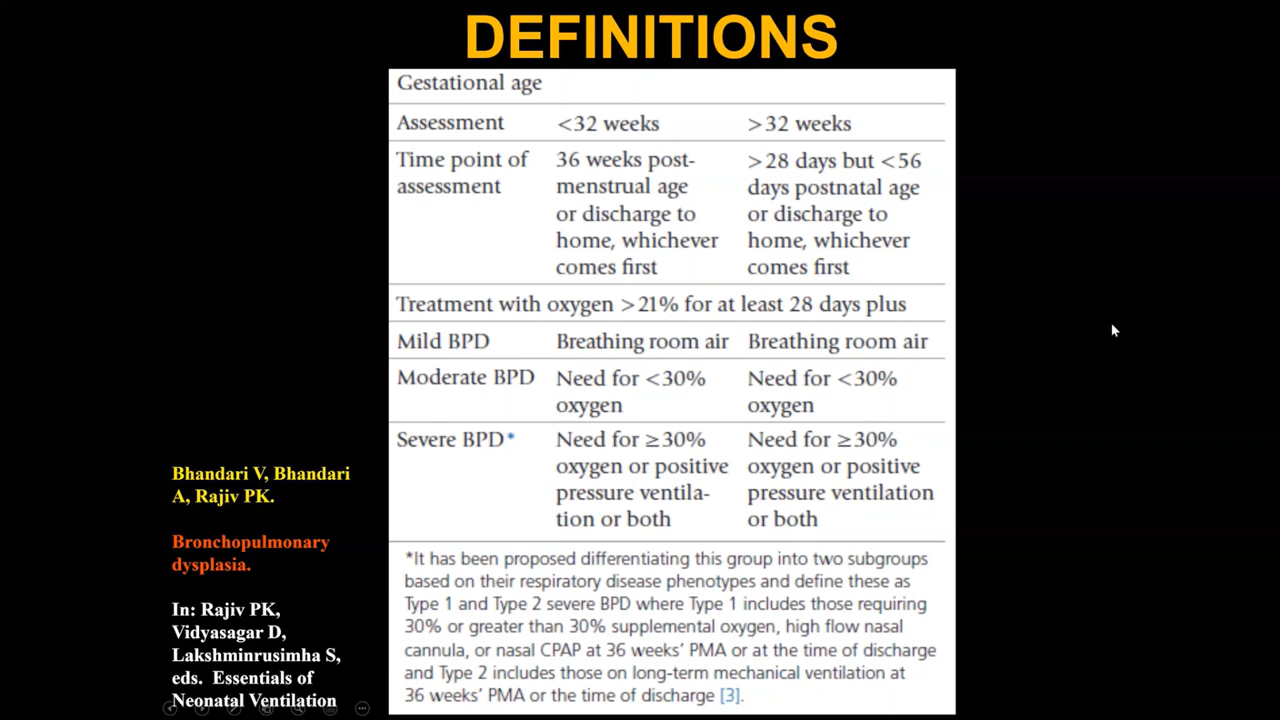 DEFINITIONS
Gestational age
Assessment <32 weeks >32 weeks
Time point of assessment
36 weeks post-
menstrual age
or discharge to
home, whichever
comes first
>28 days but <56
days postnatal age
or discharge to
home, whichever
comes first
Treatment with oxygen >21% for at least 28 days plus
Mild BPD Breathing room air Breathing room air
Moderate BPD
Need for <30%
oxygen
Need for <30%
oxygen
Severe BPD*
Need for ≥30%
oxygen or positive
pressure ventila-
tion or both
Need for ≥30%
oxygen or positive
pressure ventilation
or both
*It has been proposed differentiating this group into two subgroups
based on their respiratory disease phenotypes and define these as
Type 1 and Type 2 severe BPD where Type 1 includes those requiring
30% or greater than 30% supplemental oxygen, high flow nasal
cannula, or nasal CPAP at 36 weeks' PMA or at the time of discharge
and Type 2 includes those on long-term mechanical ventilation at
36 weeks' PMA or the time of discharge [3].
Bhandari V, Bhandari
A, Rajiv PK.
Bronchopulmonary
dysplasia.
In: Rajiv PK,
Vidyasagar D,
Lakshminrusimha S,
eds. Essentials of
Neonatal Ventilation